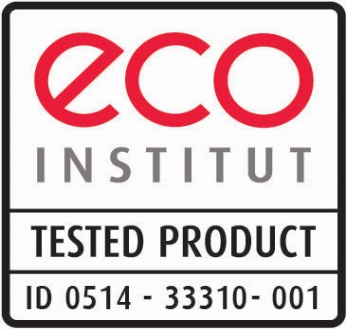 eco
INSTITUT
TESTED PRODUCT
ID 0514 - 33310- 001